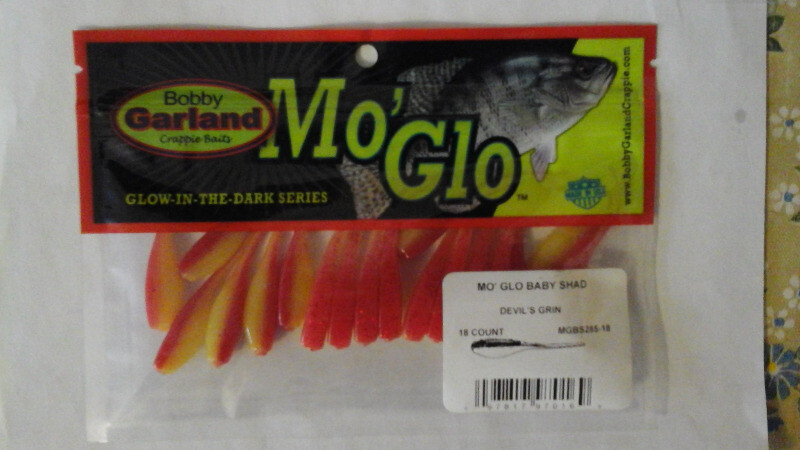 Bobby
Garland
Crappie Baits
Mo' Glo™
GLOW-IN-THE-DARK SERIES
www.BobbyGarlandCrappie.com
MO' GLO BABY SHAD
DEVIL'S GRIN
18 COUNT MGBS285-18